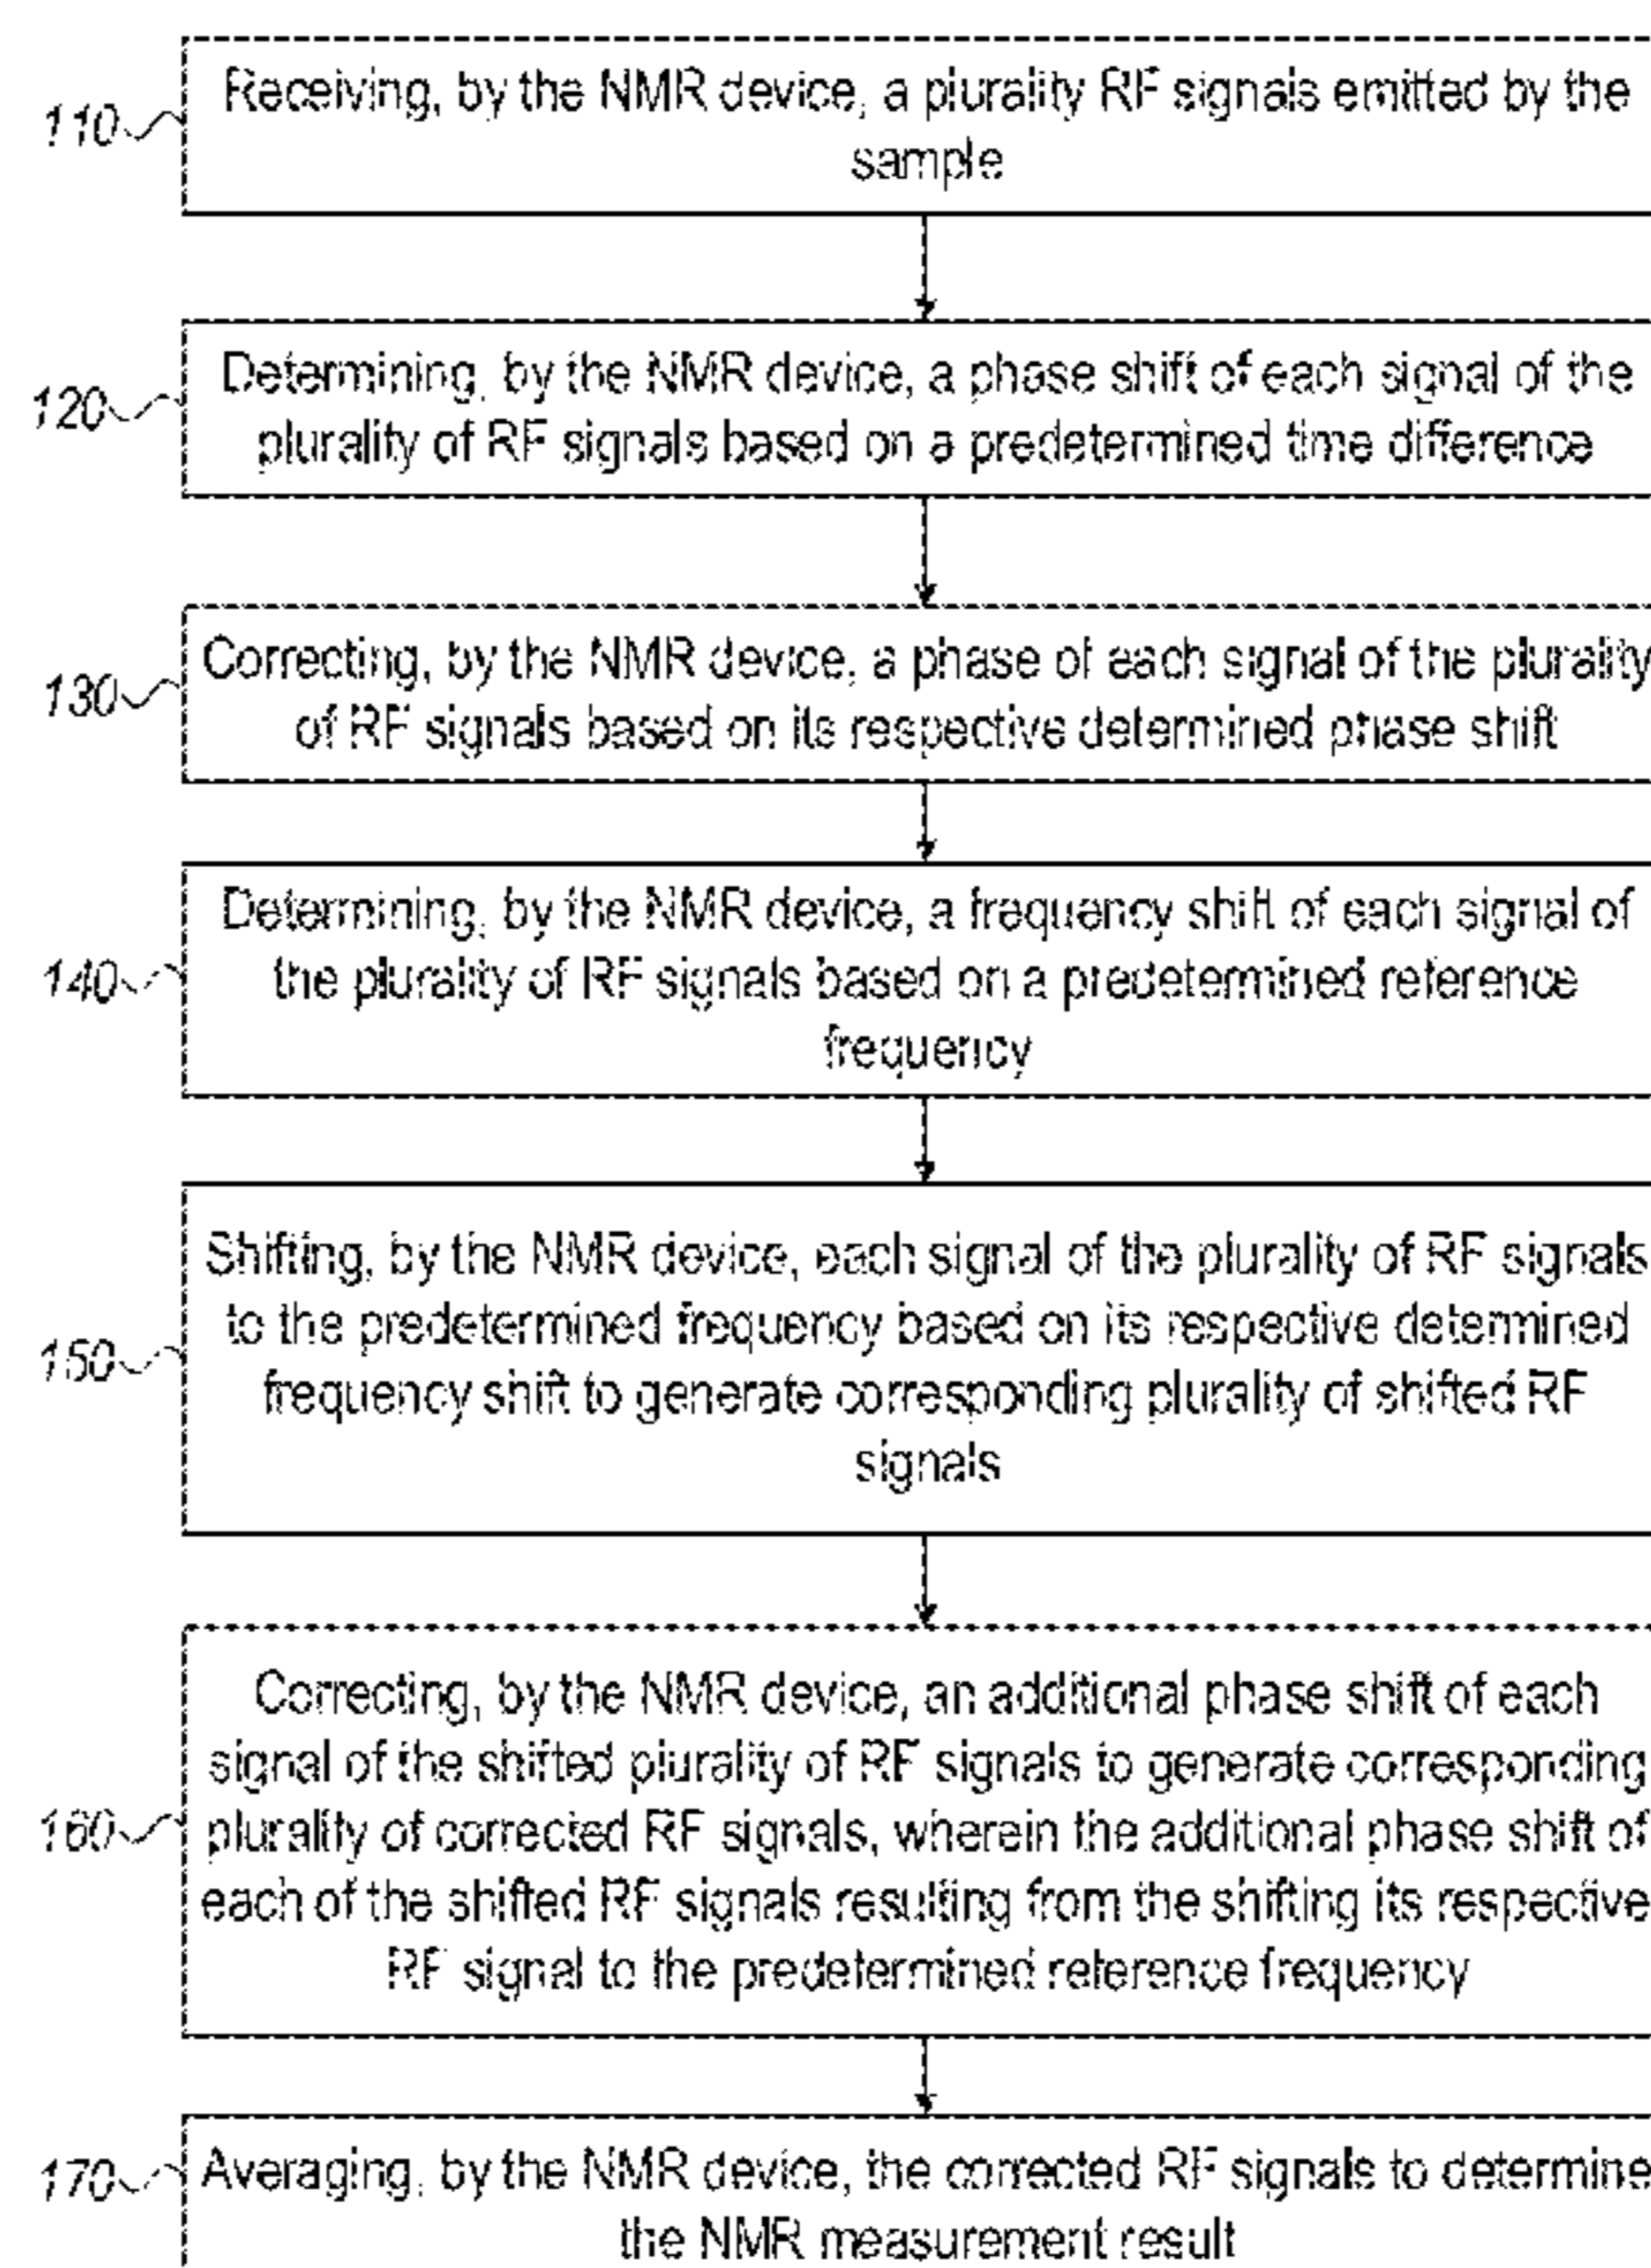 110
Receiving, by the NMR device, a plurality RF signals emitted by the
sample
120
Determining, by the NMR device, a phase shift of each signal of the
plurality of RF signals based on a predetermined time difference
130
Correcting, by the NMR device, a phase of each signal of the plurality
of RF signals based on its respective determined phase shift
140
Determining, by the NMR device, a frequency shift of each signal of
the plurality of RF signals based on a predetermined reference
frequency
150
Shifting, by the NMR device, each signal of the plurality of RF signals
to the predetermined frequency based on its respective determined
frequency shift to generate corresponding plurality of shifted RF
signals
160
Correcting, by the NMR device, an additional phase shift of each
signal of the shifted plurality of RF signals to generate corresponding
plurality of corrected RF signals, wherein the additional phase shift of
each of the shifted RF signals resulting from the shifting its respective
RF signal to the predetermined reference frequency
170
Averaging, by the NMR device, the corrected RF signals to determine
the NMR measurement result